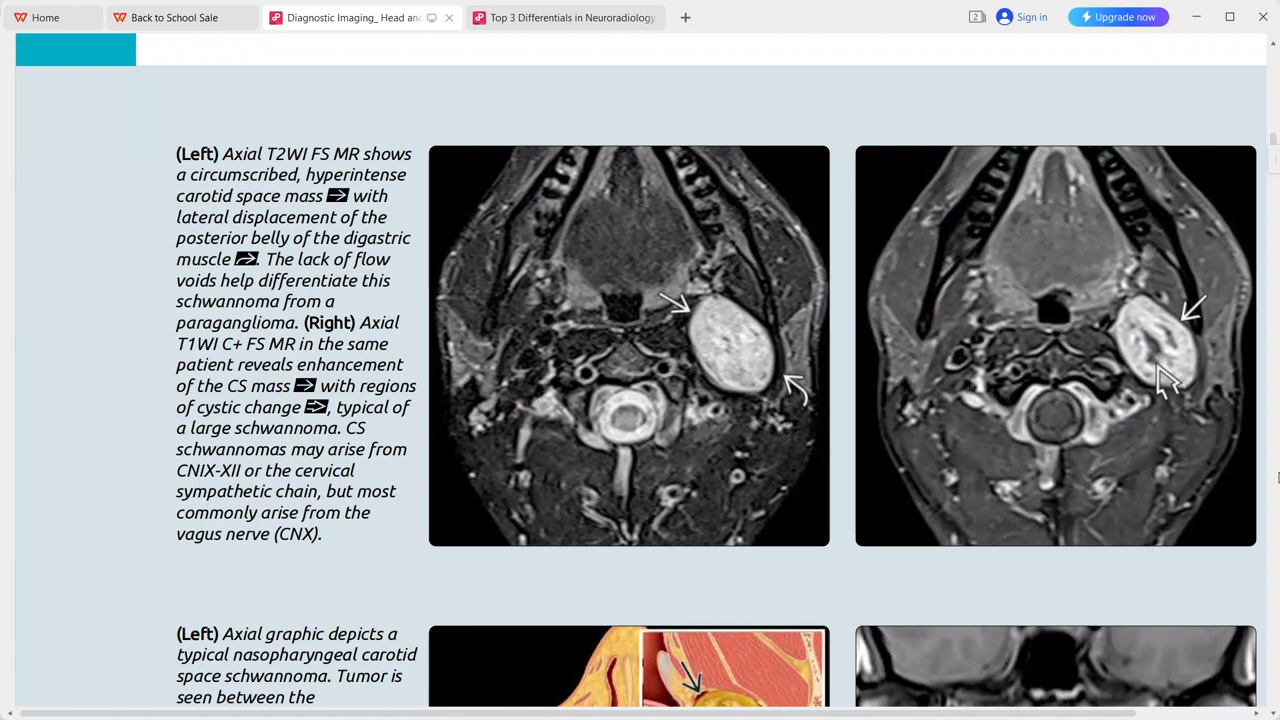 Home
Back to School Sale
Diagnostic Imaging_ Head and
Top 3 Differentials in Neuroradiology
2
Sign in
Upgrade now
(Left) Axial T2WI FS MR shows
a circumscribed, hyperintense
carotid space mass with
lateral displacement of the
posterior belly of the digastric
muscle . The lack of flow
voids help differentiate this
schwannoma from a
paraganglioma. (Right) Axial
T1WI C+ FS MR in the same
patient reveals enhancement
of the CS mass with regions
of cystic change , typical of
a large schwannoma. CS
schwannomas may arise from
CNIX-XII or the cervical
sympathetic chain, but most
commonly arise from the
vagus nerve (CNX).
(Left) Axial graphic depicts a
typical nasopharyngeal carotid
space schwannoma. Tumor is
seen between the